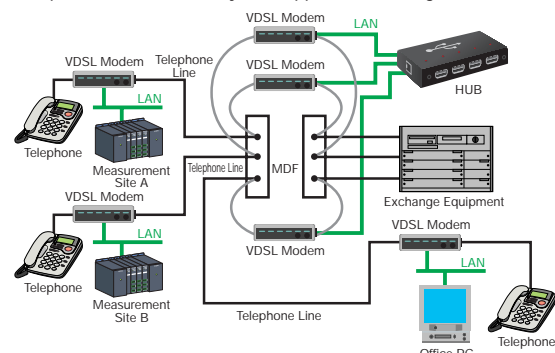 VDSL Modem
LAN
HUB
VDSL Modem
Telephone
Line
VDSL Modem
LAN
Telephone
Measurement
Site A
Telephone Line
MDF
Exchange Equipment
VDSL Modem
LAN
Telephone
Measurement
Site B
VDSL Modem
Telephone Line
VDSL Modem
LAN
Telephone
Office PC